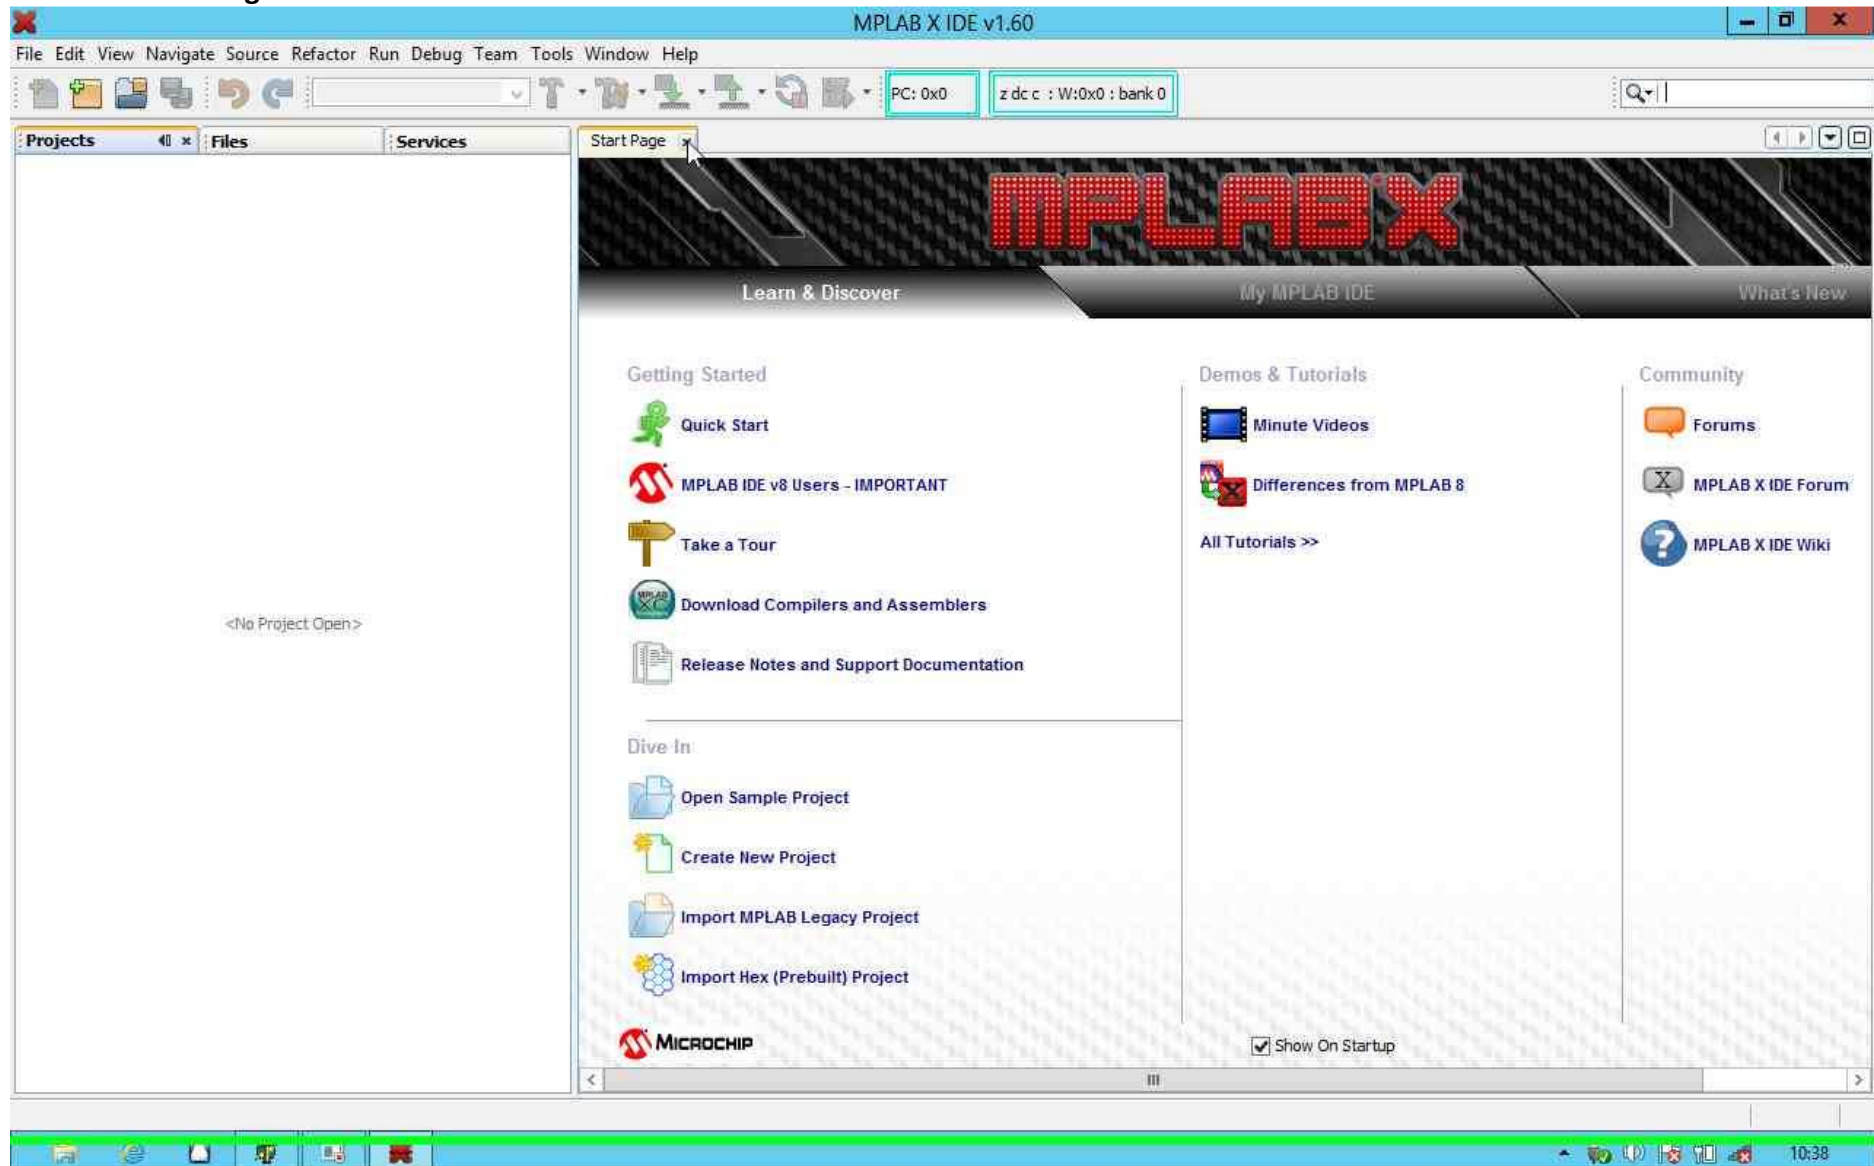 MPLAB X IDE v1.60
File Edit View Navigate Source Refactor Run Debug Team Tools Window Help
PC: 0x0 z dc c : W:0x0 : bank 0
Projects Files Services Start Page
MPLAB X
Learn & Discover My MPLAB IDE What's New
Getting Started
Quick Start
MPLAB IDE v8 Users - IMPORTANT
Take a Tour
Download Compilers and Assemblers
Release Notes and Support Documentation
Demos & Tutorials
Minute Videos
Differences from MPLAB 8
All Tutorials >>
Community
Forums
MPLAB X IDE Forum
MPLAB X IDE Wiki
<No Project Open>
Dive In
Open Sample Project
Create New Project
Import MPLAB Legacy Project
Import Hex (Prebuilt) Project
MICROCHIP
Show On Startup
10:38